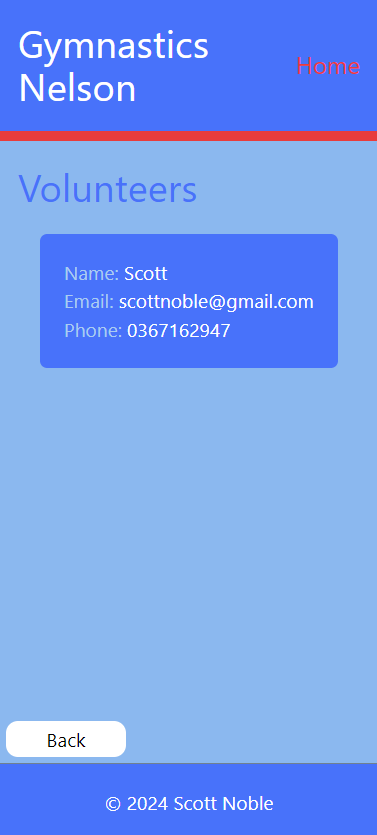 Gymnastics
Nelson
Home
Volunteers
Name: Scott
Email: scottnoble@gmail.com
Phone: 0367162947
Back
© 2024 Scott Noble